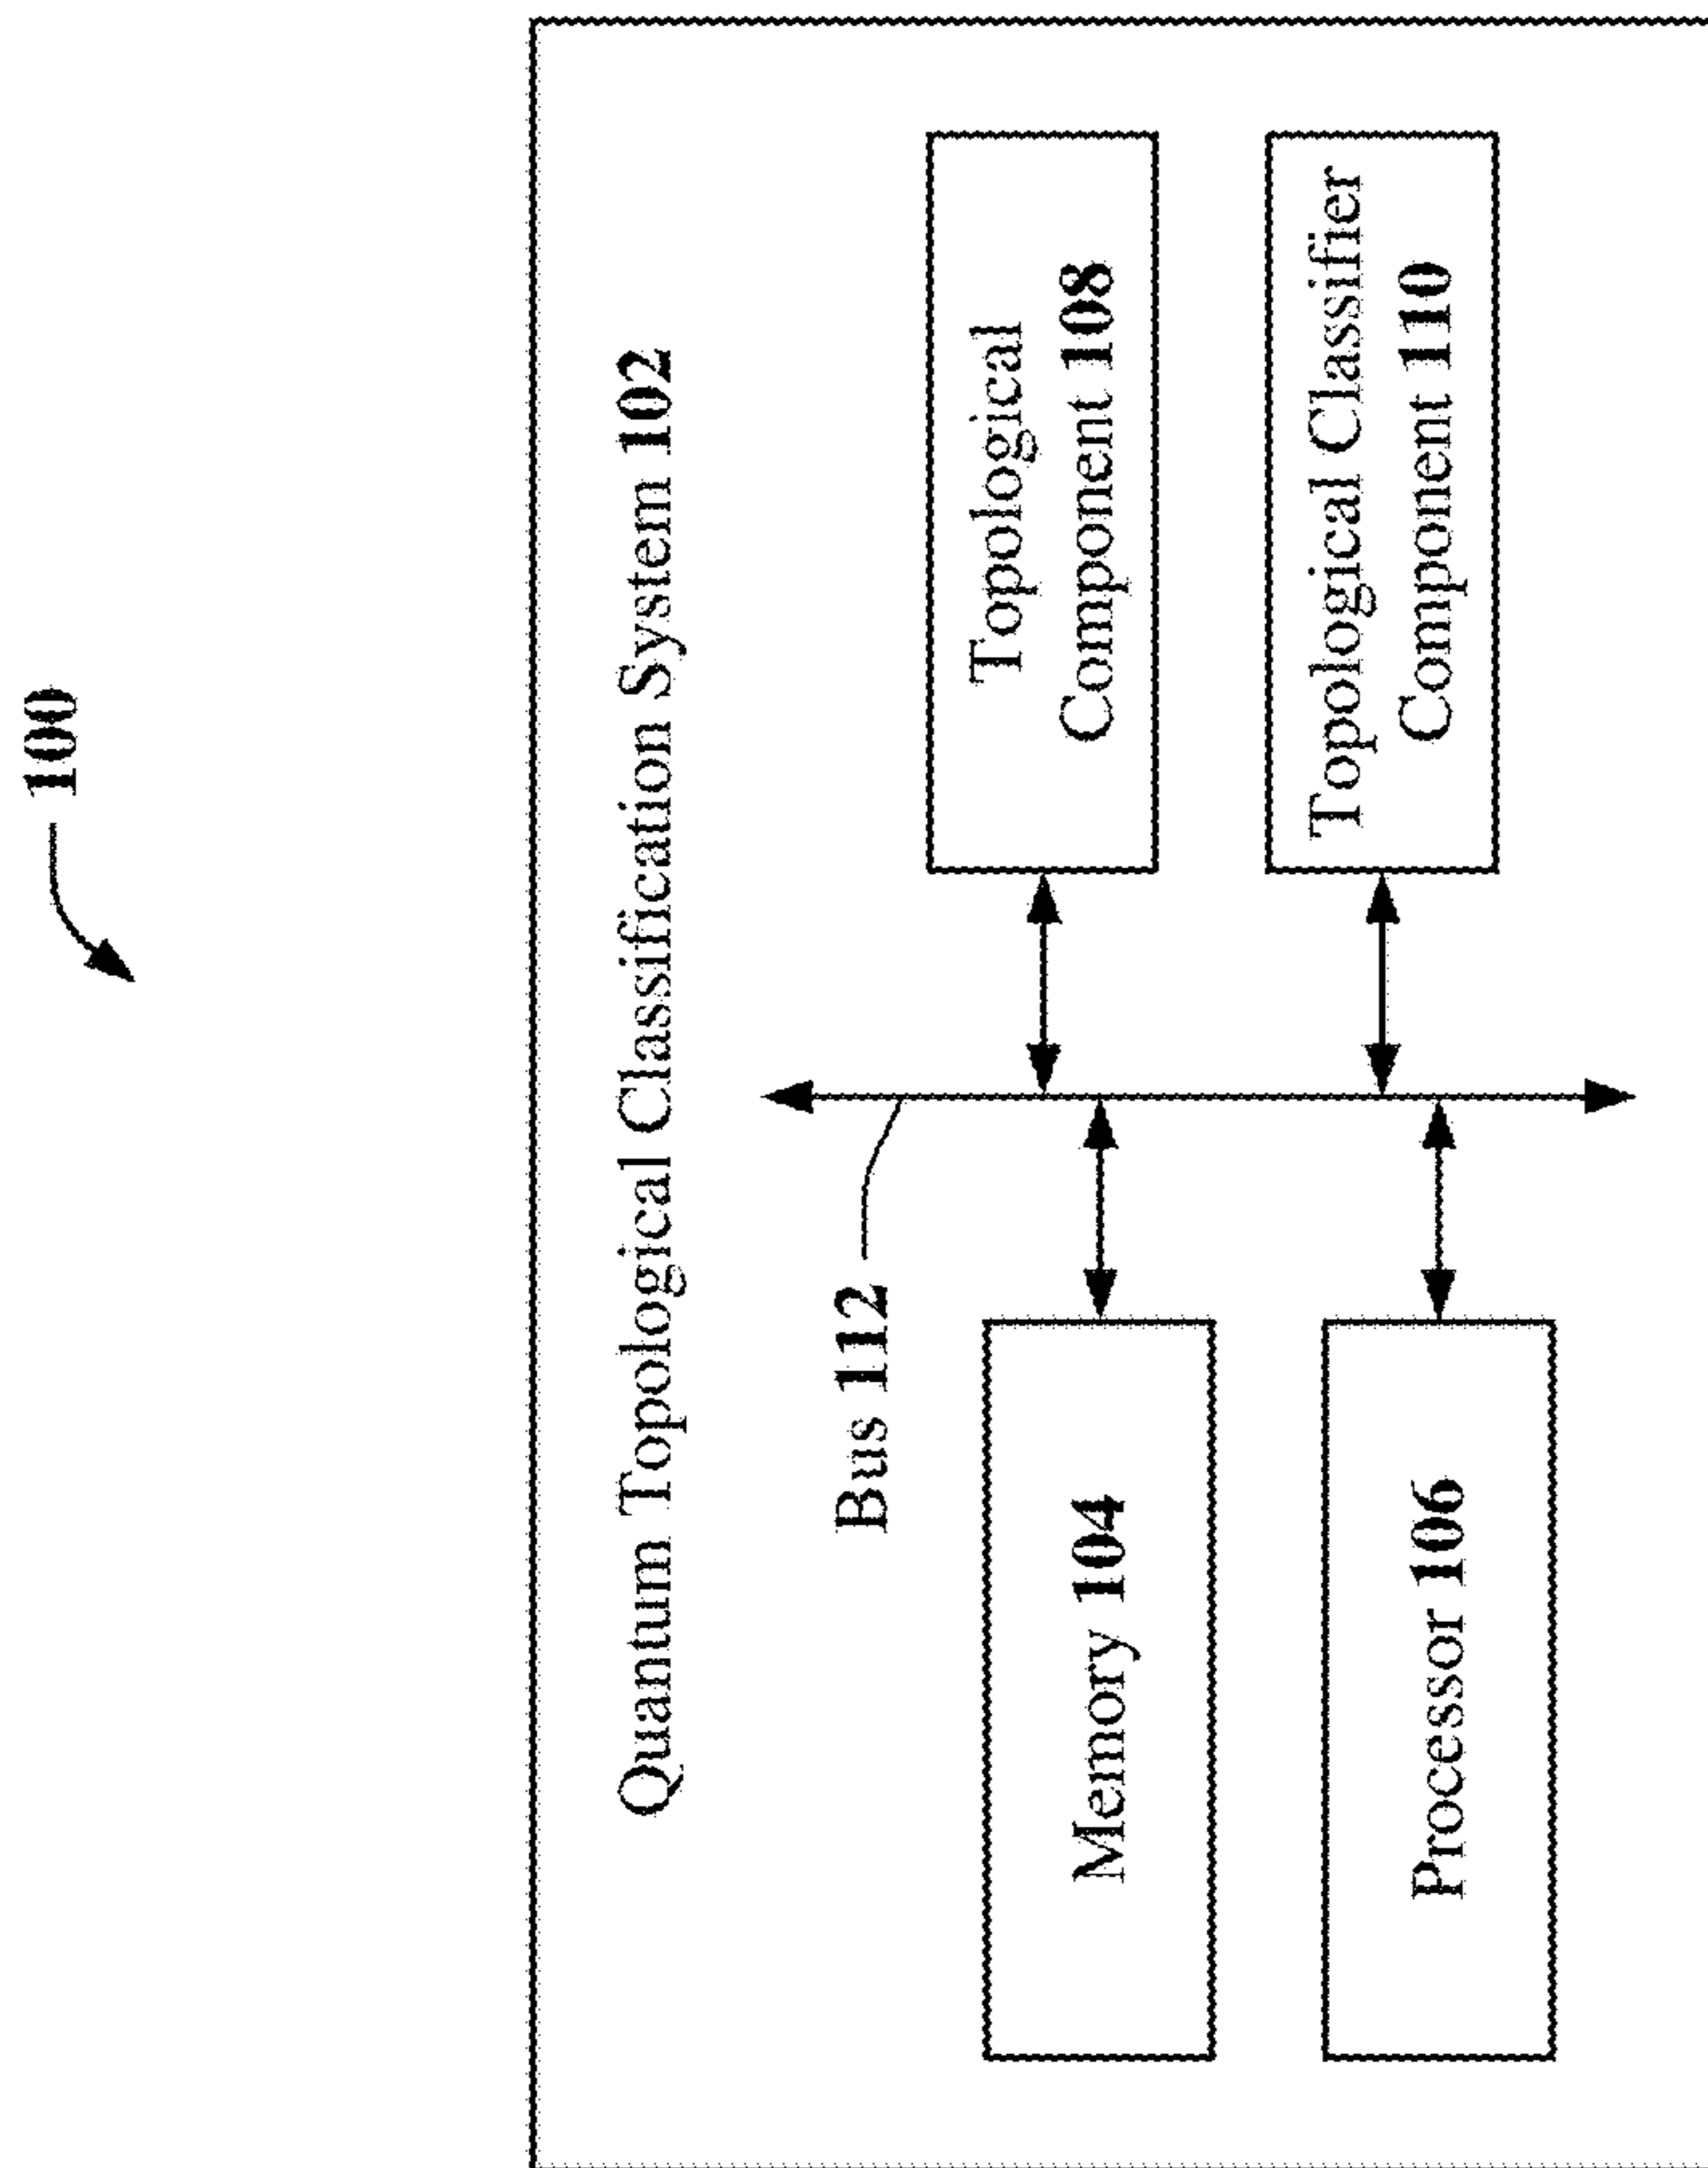 100
Quantum Topological Classification System 102
Bus 112
Memory 104
Topological
Component 108
Processor 106
Topological Classifier
Component 110